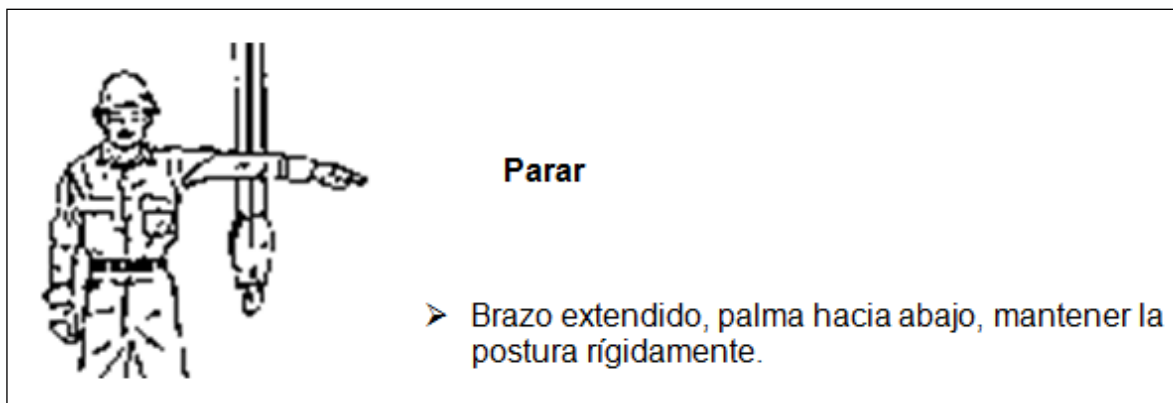 Parar
➢ Brazo extendido, palma hacia abajo, mantener la
postura rígidamente.